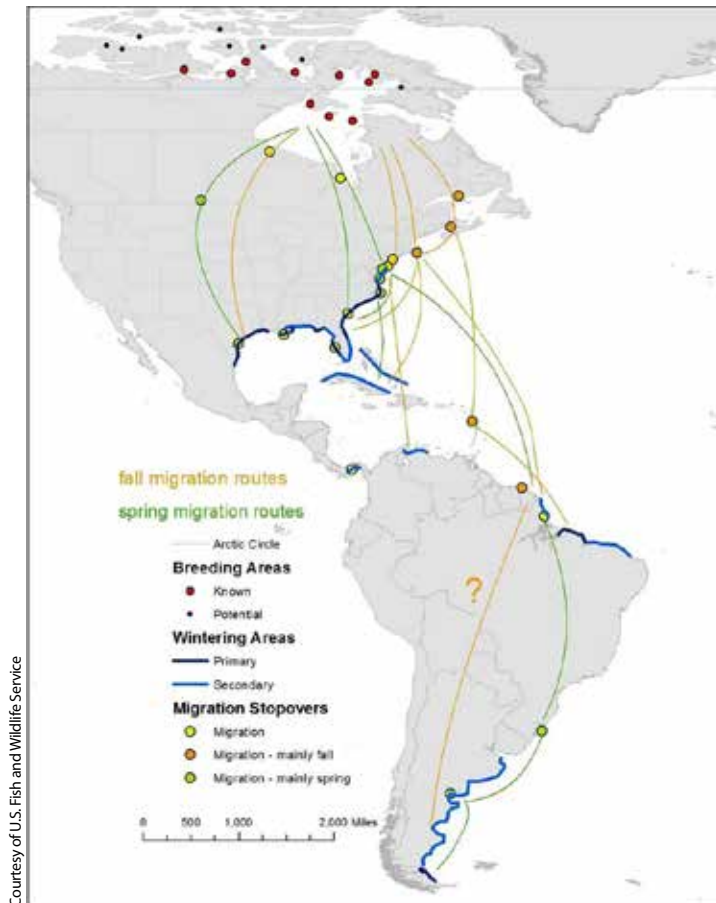 fall migration routes
spring migration routes
Arctic Circle
Breeding Areas
Known
Potential
Wintering Areas
Primary
Secondary
Migration Stopovers
Migration
Migration - mainly fall
Migration - mainly spring
0 500 1,000 2,000 Miles
?
Courtesy of U.S. Fish and Wildlife Service